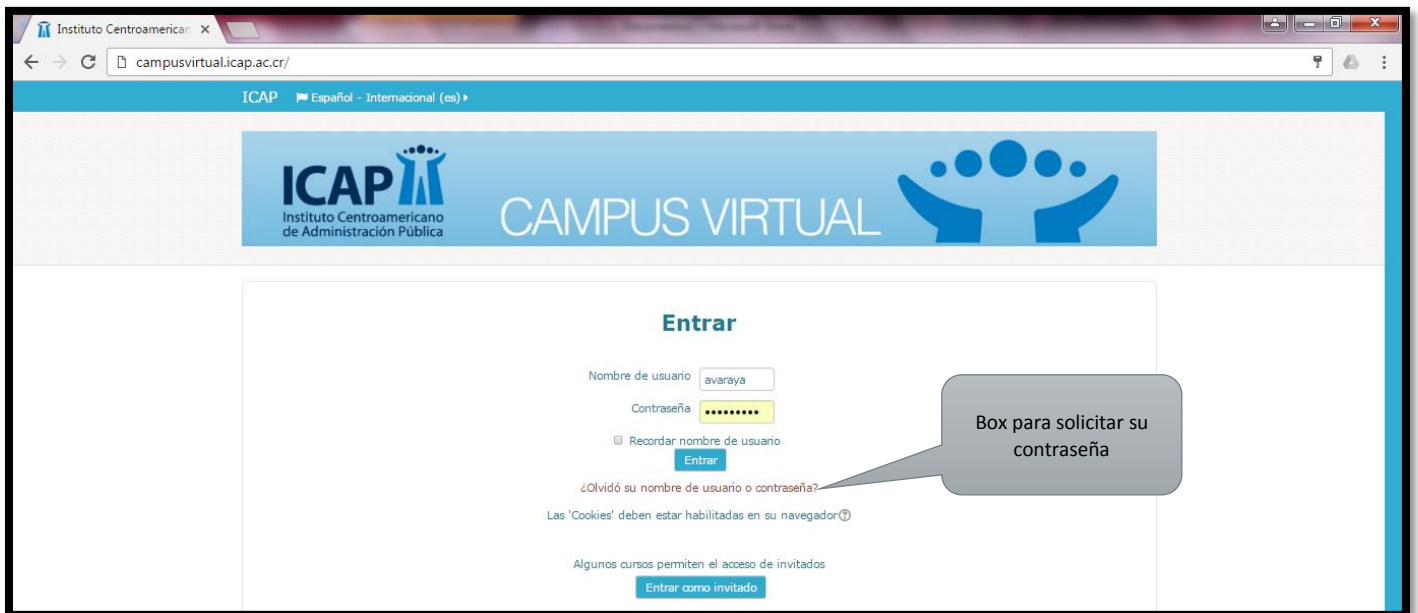 Instituto Centroamerican
campusvirtual.icap.ac.cr/
ICAP Español - Internacional (es)
ICAP
Instituto Centroamericano
de Administración Pública
CAMPUS VIRTUAL
Entrar
Nombre de usuario avaraya
Contraseña •••••••••
Recordar nombre de usuario
Entrar
¿Olvidó su nombre de usuario o contraseña?
Box para solicitar su
contraseña
Las 'Cookies' deben estar habilitadas en su navegador
Algunos cursos permiten el acceso de invitados
Entrar como invitado